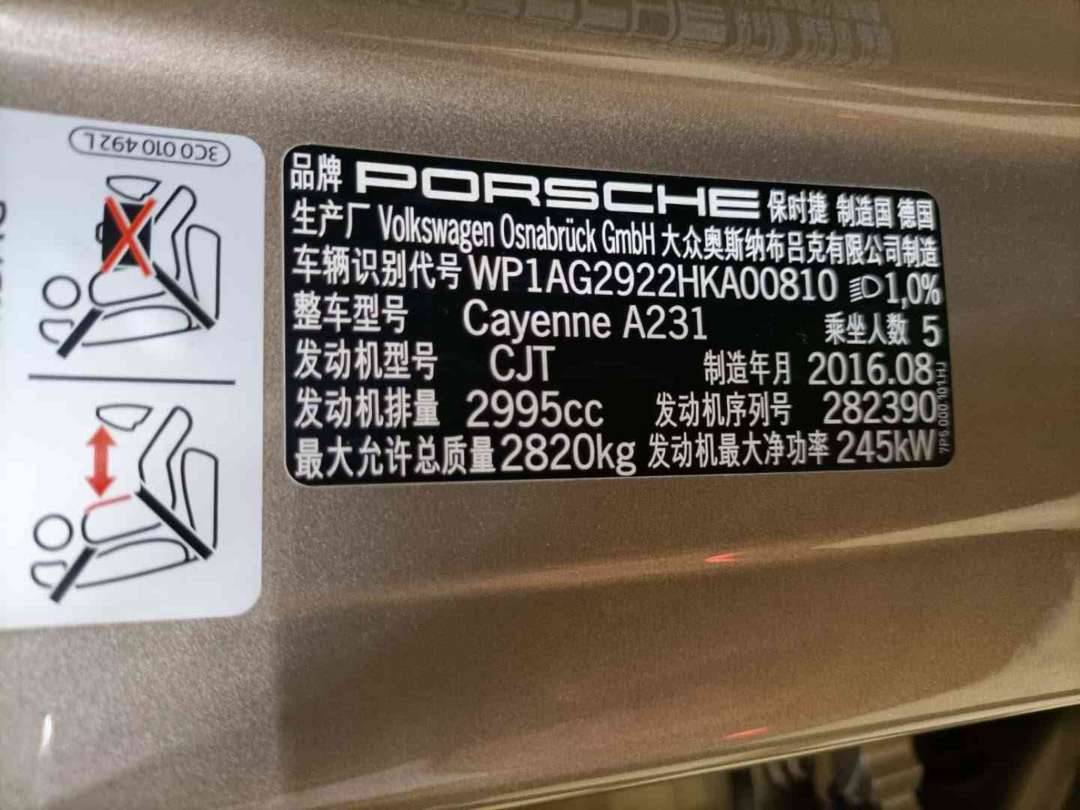 3C0 010 492 L
品牌 PORSCHE 保时捷 制造国 德国
生产厂 Volkswagen Osnabrück GmbH 大众奥斯纳布吕克有限公司制造
车辆识别代号 WP1AG2922HKA00810 1,0%
整车型号 Cayenne A231 乘坐人数 5
发动机型号 CJT 制造年月 2016.08
发动机排量 2995cc 发动机序列号 282390
最大允许总质量 2820kg 发动机最大净功率 245kW
7P5 000 101 HJ